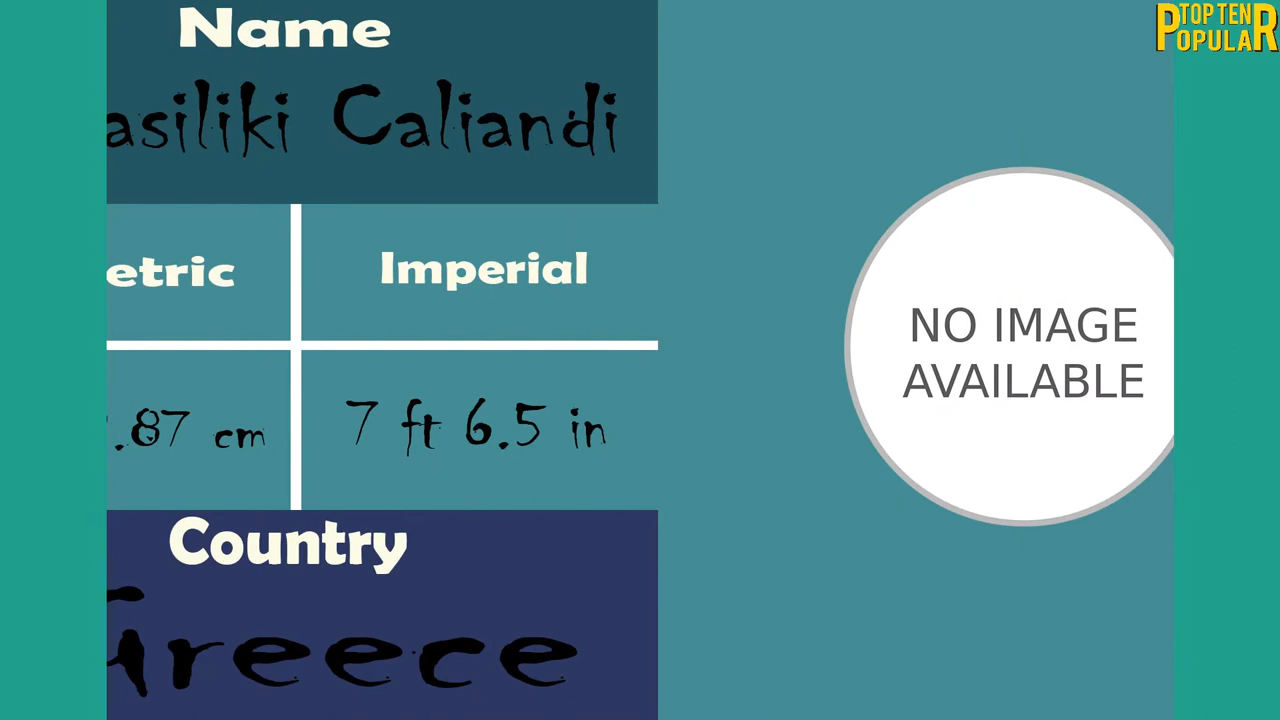 Name
asiliki Caliandi
etric
Imperial
.87 cm
7 ft 6.5 in
Country
Greece
NO IMAGE
AVAILABLE
TOP TEN
POPULAR